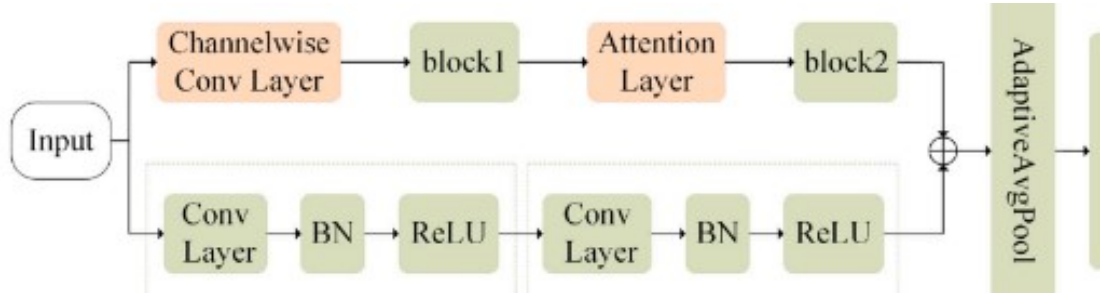 Channelwise
Conv Layer
block1
Attention
Layer
block2
Input
Conv
Layer
BN
ReLU
Conv
Layer
BN
ReLU
AdaptiveAvgPool